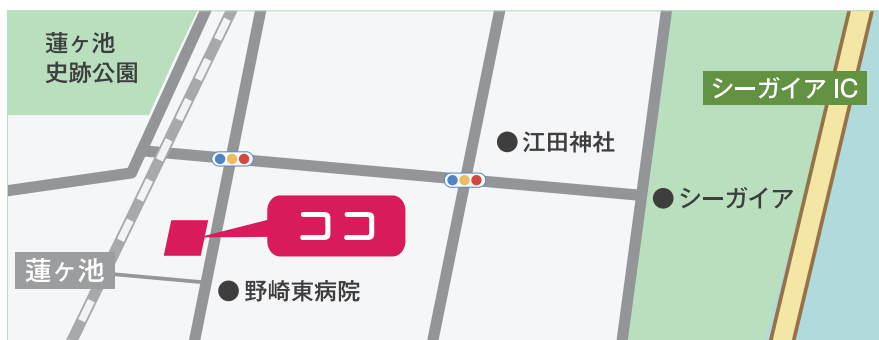 蓮ヶ池
史跡公園
シーガイア IC
江田神社
シーガイア
ココ
蓮ヶ池
野崎東病院